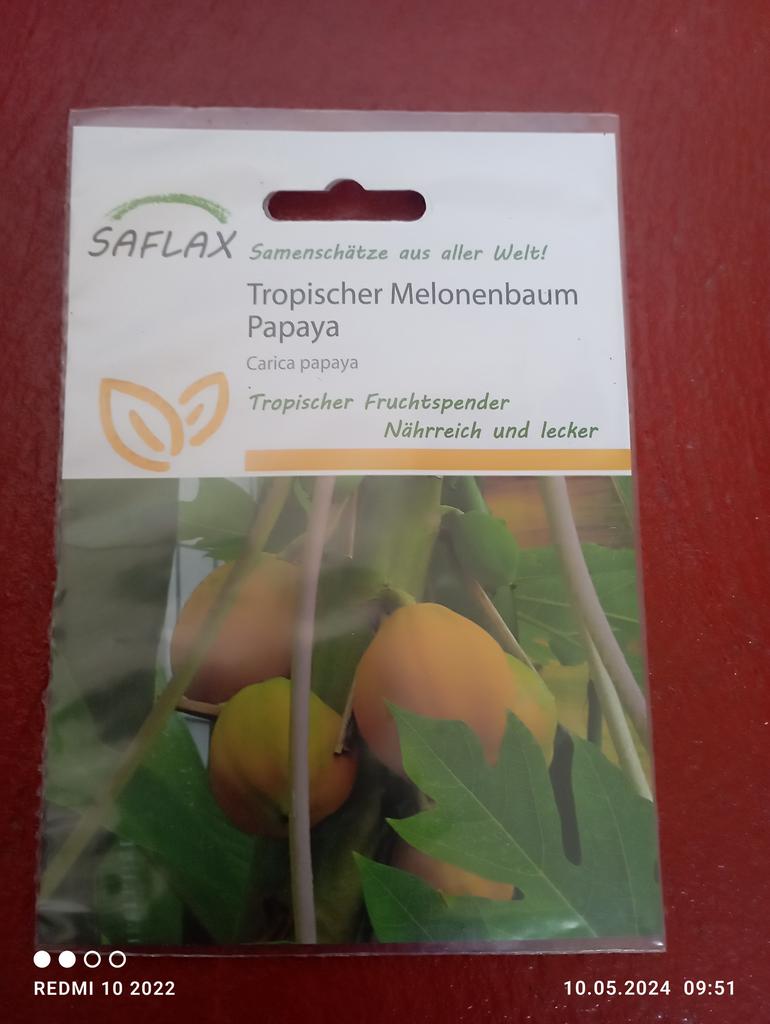 SAFLAX
Samenschätze aus aller Welt!
Tropischer Melonenbaum
Papaya
Carica papaya
Tropischer Fruchtspender
Nährreich und lecker
REDMI 10 2022
10.05.2024 09:51